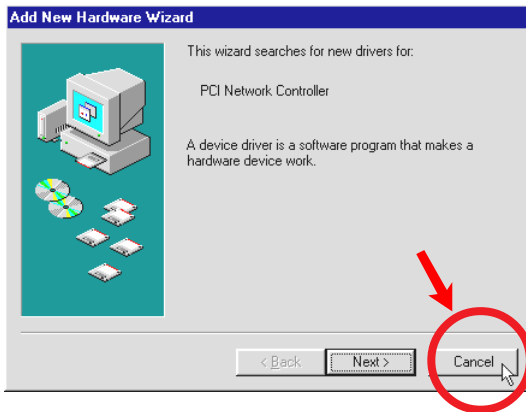 Add New Hardware Wizard
This wizard searches for new drivers for:
PCI Network Controller
A device driver is a software program that makes a
hardware device work.
< Back
Next >
Cancel